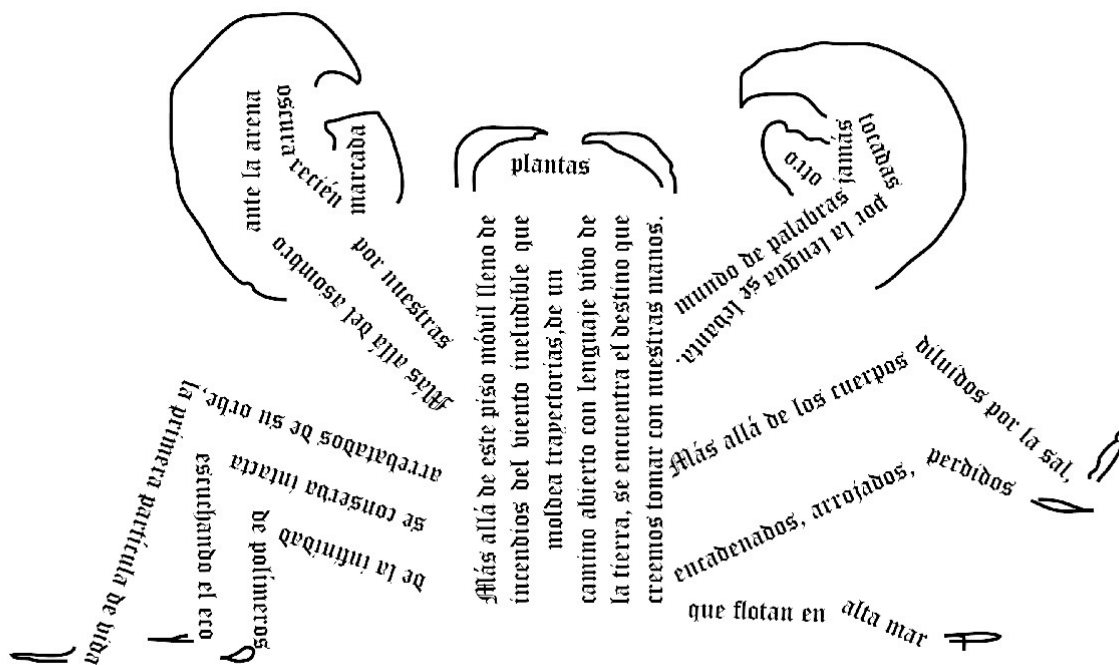 Más allá del asombro
ante la arena
oscura
recién
marcada
por nuestras
plantas
otro
mundo de palabras jamás
tocadas
por la lengua se levanta.
Más allá de este piso móvil lleno de
incendios del viento ineludible que
moldea trayectorias,de un
camino abierto con lenguaje vivo de
la tierra, se encuentra el destino que
creemos tomar con nuestras manos.
Más allá de los cuerpos
diluidos por la sal,
encadenados, arrojados,
perdidos
que flotan en
alta mar
arrebatados de su orbe,
la primera partícula de vida
se conserva intacta
escuchando el eco
de la infinidad
de polímeros